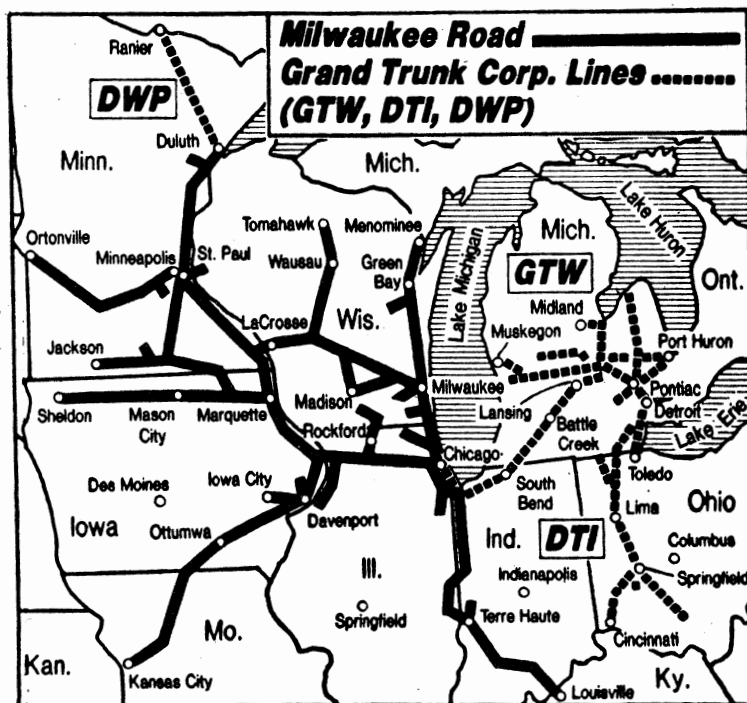 Milwaukee Road
Grand Trunk Corp. Lines
(GTW, DTI, DWP)
Ranier
DWP
Duluth
Minn.
Mich.
Ortonville
Minneapolis
St. Paul
Tomahawk
Menominee
Wausau
Green
Bay
Lake Michigan
Mich.
Lake Huron
GTW
Ont.
Midland
Muskegon
Port Huron
LaCrosse
Wis.
Jackson
Milwaukee
Pontiac
Lansing
Detroit
Sheldon
Mason
City
Marquette
Madison
Rockford
Battle
Creek
Lake Erie
Chicago
Toledo
South
Bend
Des Moines
Iowa City
Iowa
Ottumwa
Davenport
Lima
Ohio
Ind.
DTI
Columbus
Ill.
Indianapolis
Springfield
Springfield
Mo.
Terre Haute
Cincinnati
Kan.
Kansas City
Louisville
Ky.